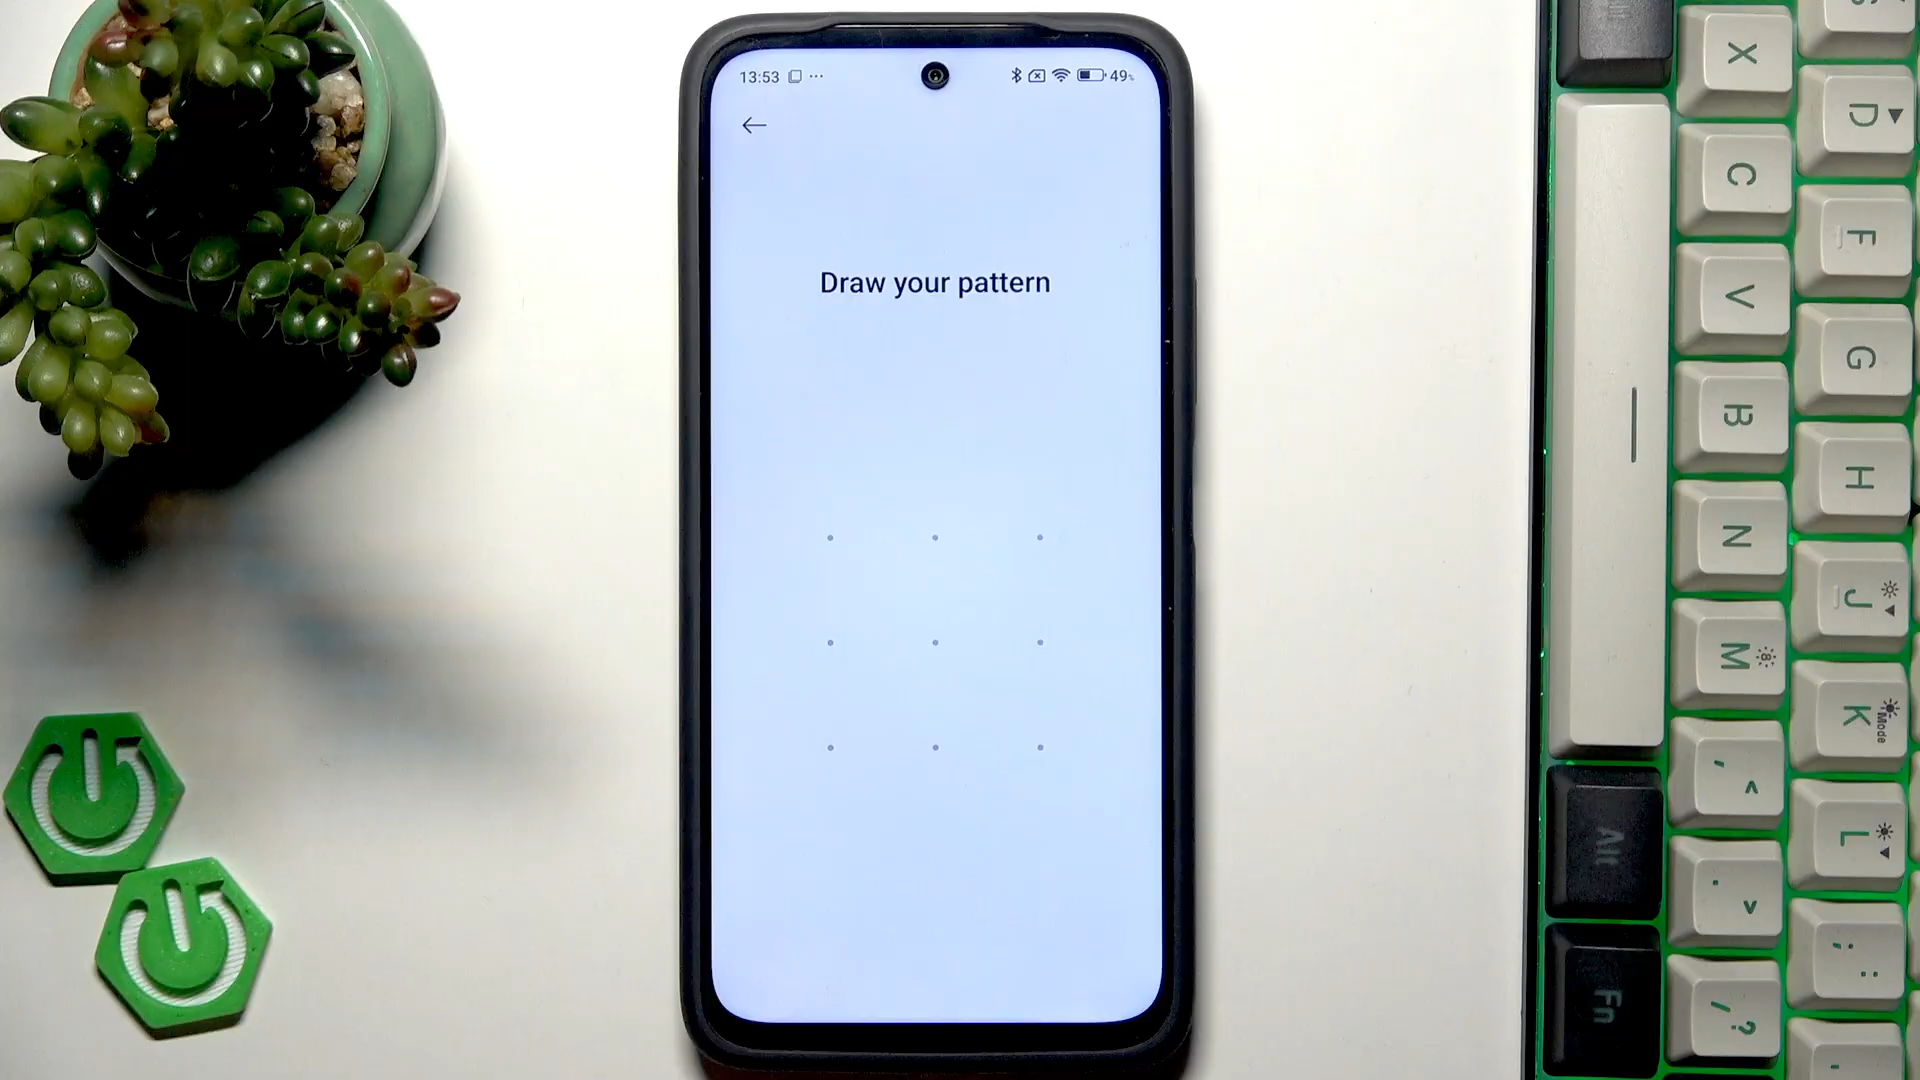 13:53
49%
Draw your pattern
X
C
V
B
N
M
, <
. >
/ ?
D
F
G
H
J
K Mode
L
; :
Alt
Fn